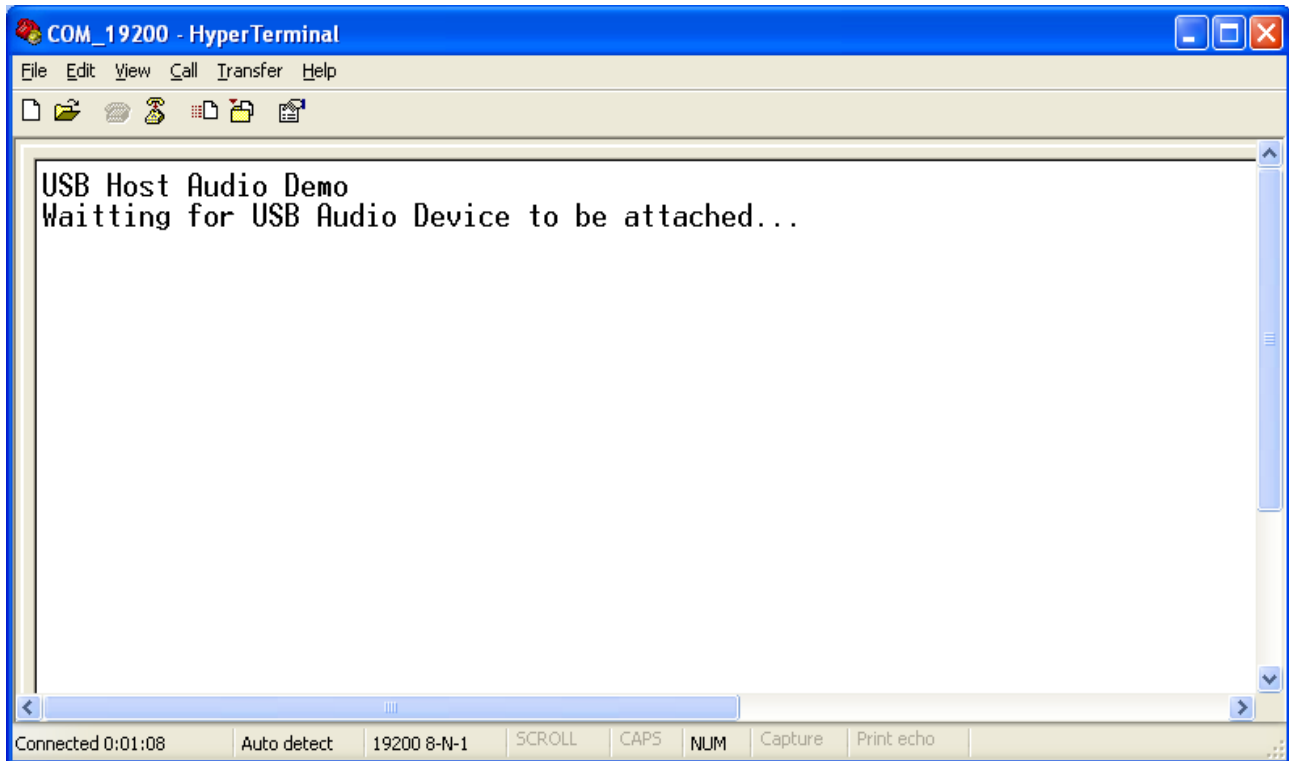 COM_19200 - HyperTerminal
File Edit View Call Transfer Help
USB Host Audio Demo
Waitting for USB Audio Device to be attached...
Connected 0:01:08 Auto detect 19200 8-N-1 SCROLL CAPS NUM Capture Print echo